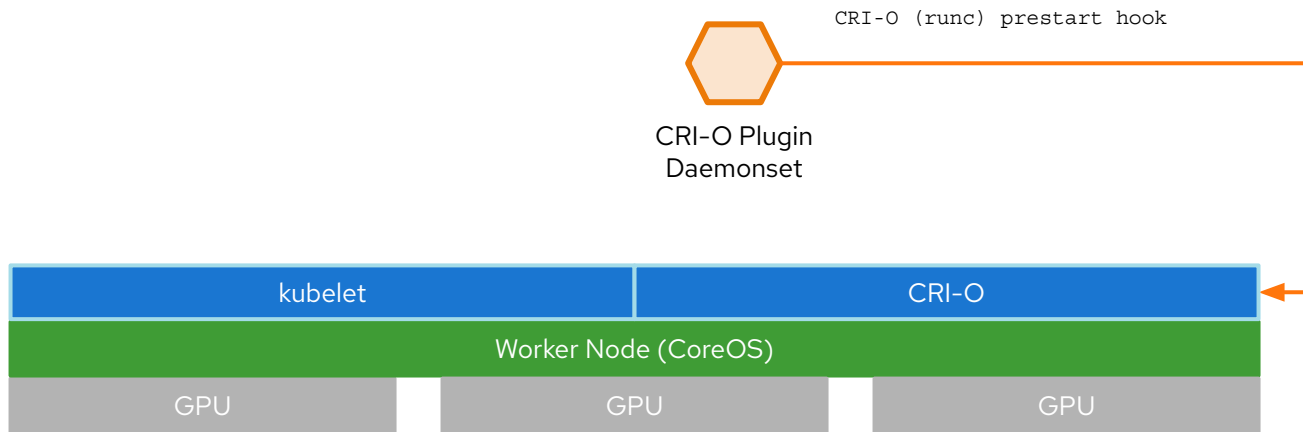 CRI-O (runc) prestart hook
CRI-O Plugin
Daemonset
kubelet
CRI-O
Worker Node (CoreOS)
GPU
GPU
GPU